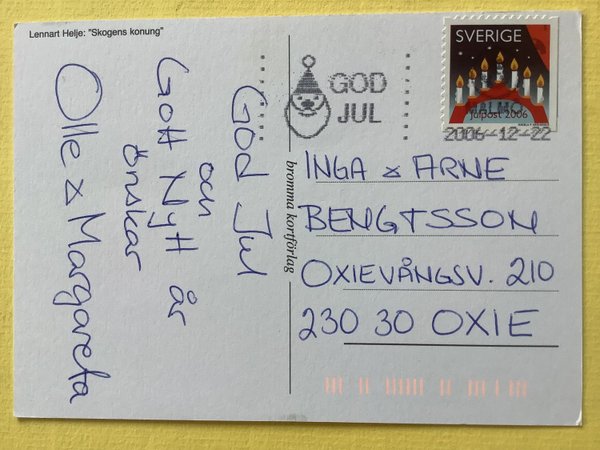 Lennart Helje: "Skogens konung"
God Jul
och
Gott Nytt år
önskar
Olle & Margareta
bromma kortförlag
GOD
JUL
SVERIGE
julpost 2006
MALMÖ
2006-12-22
INGA & ARNE
BENGTSSON
OXIEVÅNGSV. 210
230 30 OXIE